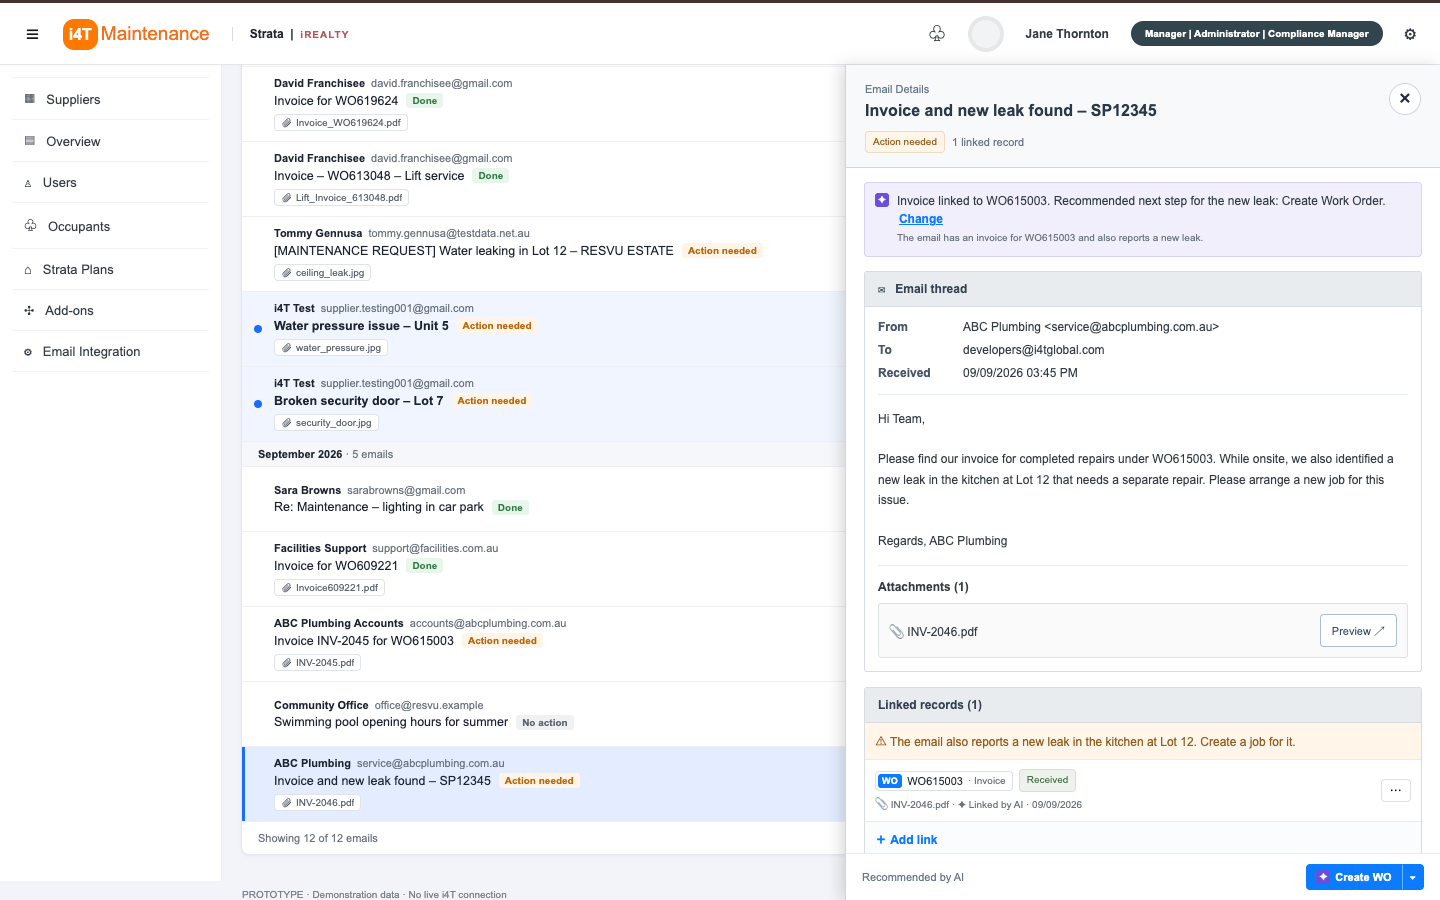 i4T Maintenance
Strata | iREALTY
Jane Thornton
Manager | Administrator | Compliance Manager
Suppliers
Overview
Users
Occupants
Strata Plans
Add-ons
Email Integration
David Franchisee david.franchisee@gmail.com
Invoice for WO619624 Done
Invoice_WO619624.pdf
David Franchisee david.franchisee@gmail.com
Invoice – WO613048 – Lift service Done
Lift_Invoice_613048.pdf
Tommy Gennusa tommy.gennusa@testdata.net.au
[MAINTENANCE REQUEST] Water leaking in Lot 12 – RESVU ESTATE Action needed
ceiling_leak.jpg
i4T Test supplier.testing001@gmail.com
Water pressure issue – Unit 5 Action needed
water_pressure.jpg
i4T Test supplier.testing001@gmail.com
Broken security door – Lot 7 Action needed
security_door.jpg
September 2026 · 5 emails
Sara Browns sarabrowns@gmail.com
Re: Maintenance – lighting in car park Done
Facilities Support support@facilities.com.au
Invoice for WO609221 Done
Invoice609221.pdf
ABC Plumbing Accounts accounts@abcplumbing.com.au
Invoice INV-2045 for WO615003 Action needed
INV-2045.pdf
Community Office office@resvu.example
Swimming pool opening hours for summer No action
ABC Plumbing service@abcplumbing.com.au
Invoice and new leak found – SP12345 Action needed
INV-2046.pdf
Showing 12 of 12 emails
PROTOTYPE · Demonstration data · No live i4T connection
Email Details
Invoice and new leak found – SP12345
Action needed 1 linked record
Invoice linked to WO615003. Recommended next step for the new leak: Create Work Order.
Change
The email has an invoice for WO615003 and also reports a new leak.
Email thread
From ABC Plumbing <service@abcplumbing.com.au>
To developers@i4tglobal.com
Received 09/09/2026 03:45 PM
Hi Team,
Please find our invoice for completed repairs under WO615003. While onsite, we also identified a
new leak in the kitchen at Lot 12 that needs a separate repair. Please arrange a new job for this
issue.
Regards, ABC Plumbing
Attachments (1)
INV-2046.pdf Preview ↗
Linked records (1)
⚠ The email also reports a new leak in the kitchen at Lot 12. Create a job for it.
WO WO615003 · Invoice Received
INV-2046.pdf · ✦ Linked by AI · 09/09/2026
+ Add link
Recommended by AI
Create WO